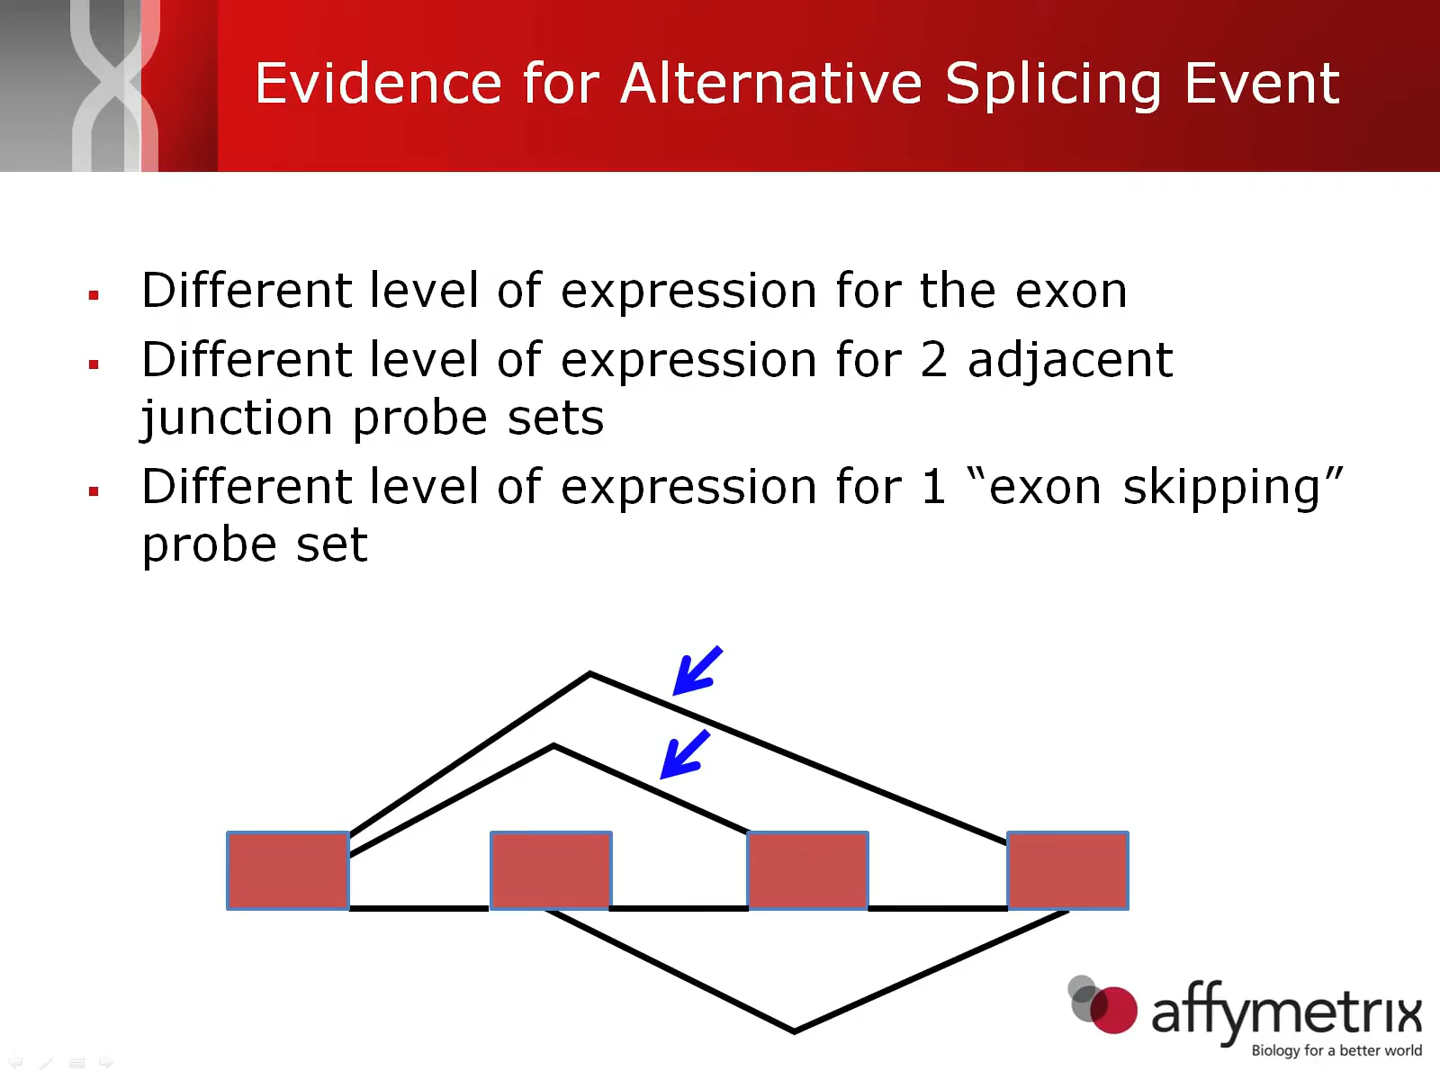 Evidence for Alternative Splicing Event
▪ Different level of expression for the exon
▪ Different level of expression for 2 adjacent
junction probe sets
▪ Different level of expression for 1 “exon skipping”
probe set
affymetrix
Biology for a better world